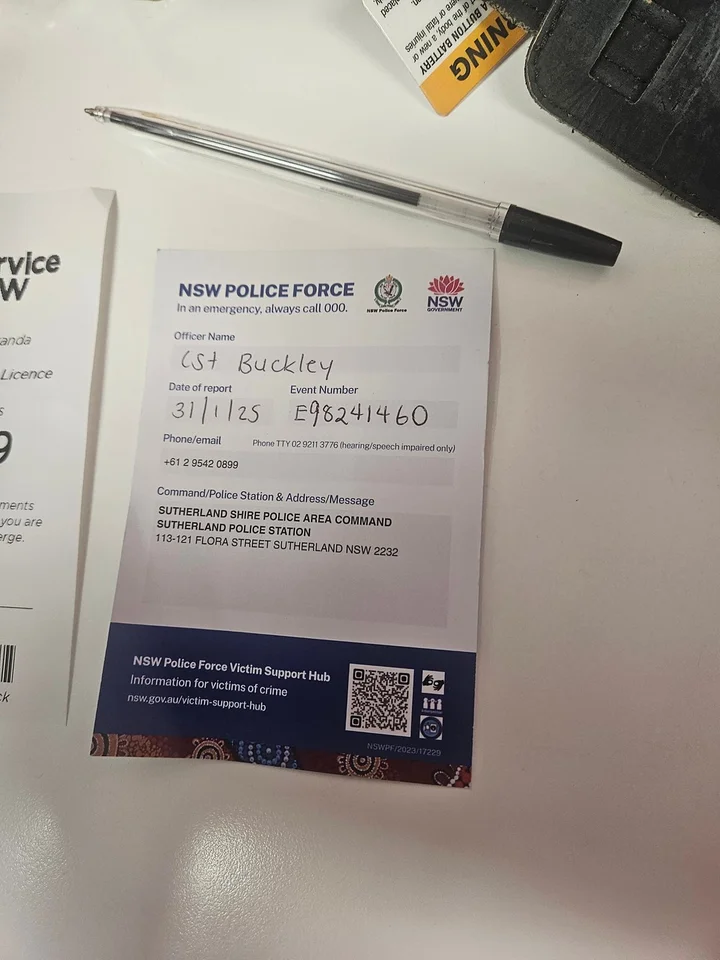 A BUTTON BATTERY
RNING
rvice
W
anda
Licence
s
9
ments
you are
erge.
ck
NSW POLICE FORCE
In an emergency, always call 000.
NSW Police Force
NSW
GOVERNMENT
Officer Name
Cst Buckley
Date of report
Event Number
31/1/25
E98241460
Phone/email
Phone TTY 02 9211 3776 (hearing/speech impaired only)
+61 2 9542 0899
Command/Police Station & Address/Message
SUTHERLAND SHIRE POLICE AREA COMMAND
SUTHERLAND POLICE STATION
113-121 FLORA STREET SUTHERLAND NSW 2232
NSW Police Force Victim Support Hub
Information for victims of crime
nsw.gov.au/victim-support-hub
NSWPF/2023/17229